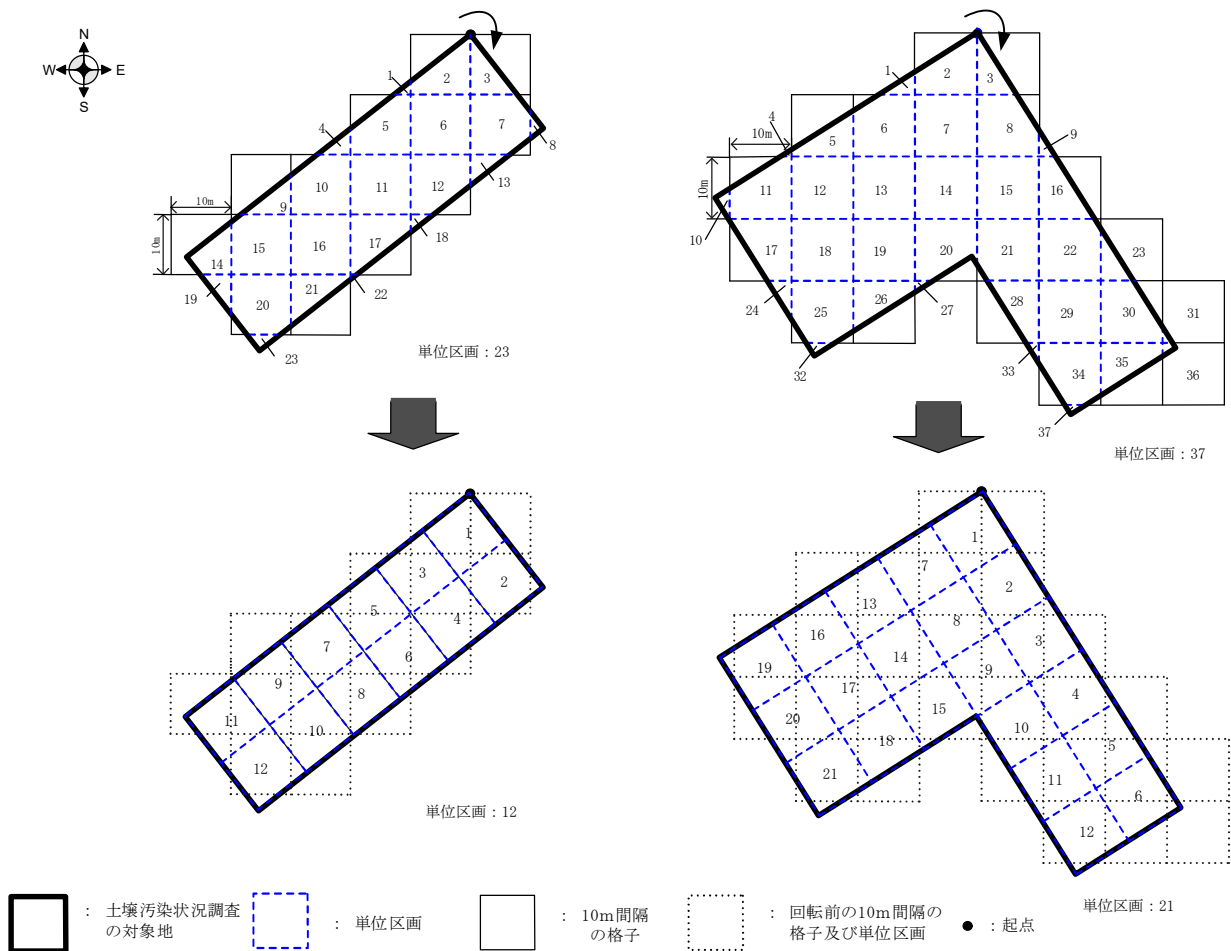 N
W E
S
1 2 3
4 5 6 7 8
10 11 12 13
10m 9
10m 14 15 16 17 18
19 20 21 22
23
単位区画：23
1 2 3
4 5 6 7 8 9
10m
10m 11 12 13 14 15 16
10 17 18 19 20 21 22 23
24 25 26 27 28 29 30 31
32 33 34 35 36
37
単位区画：37
1
3 2
5 4
7 6
9 8
11 10
12
単位区画：12
1
7 2
13 8 3
16 14 9 4
19 17 15 10 5
20 18 11 6
21 12
単位区画：21
： 土壌汚染状況調査
の対象地
： 単位区画
： 10m間隔
の格子
： 回転前の10m間隔の
格子及び単位区画
：起点